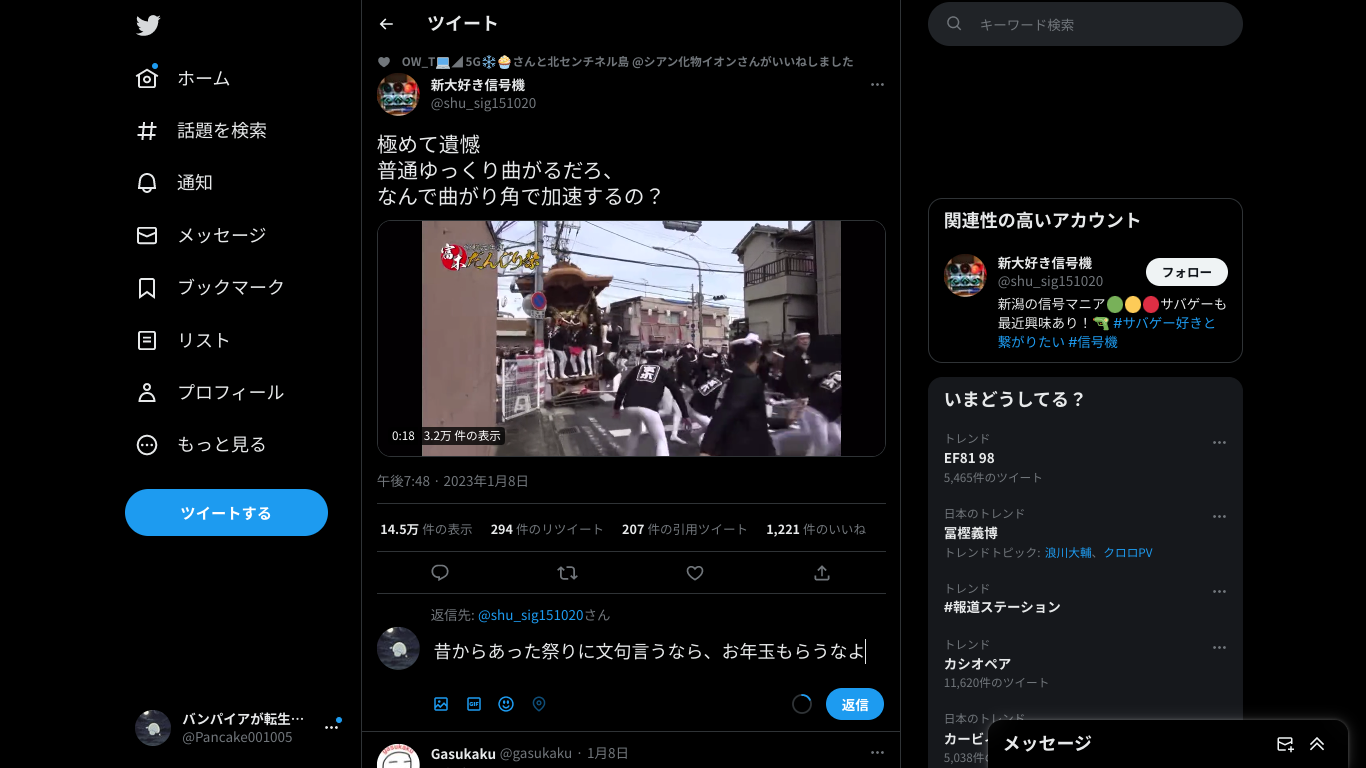 ホーム
話題を検索
通知
メッセージ
ブックマーク
リスト
プロフィール
もっと見る
ツイートする
バンパイアが転生…
@Pancake001005
ツイート
OW_T💻◢ 5G❄️🧁さんと北センチネル島 @シアン化物イオンさんがいいねしました
新大好き信号機
@shu_sig151020
極めて遺憾
普通ゆっくり曲がるだろ、
なんで曲がり角で加速するの？
富木
だんじり祭
0:18 3.2万 件の表示
午後7:48 · 2023年1月8日
14.5万 件の表示 294 件のリツイート 207 件の引用ツイート 1,221 件のいいね
返信先: @shu_sig151020さん
昔からあった祭りに文句言うなら、お年玉もらうなよ
GIF
返信
Gasukaku @gasukaku · 1月8日
キーワード検索
関連性の高いアカウント
新大好き信号機
@shu_sig151020
フォロー
新潟の信号マニア🟢🟡🔴サバゲーも
最近興味あり！🔫 #サバゲー好きと
繋がりたい #信号機
いまどうしてる？
トレンド
EF81 98
5,465件のツイート
日本のトレンド
冨樫義博
トレンドトピック: 浪川大輔、クロロPV
トレンド
#報道ステーション
トレンド
カシオペア
11,620件のツイート
日本のトレンド
カービィ
5,038件
メッセージ